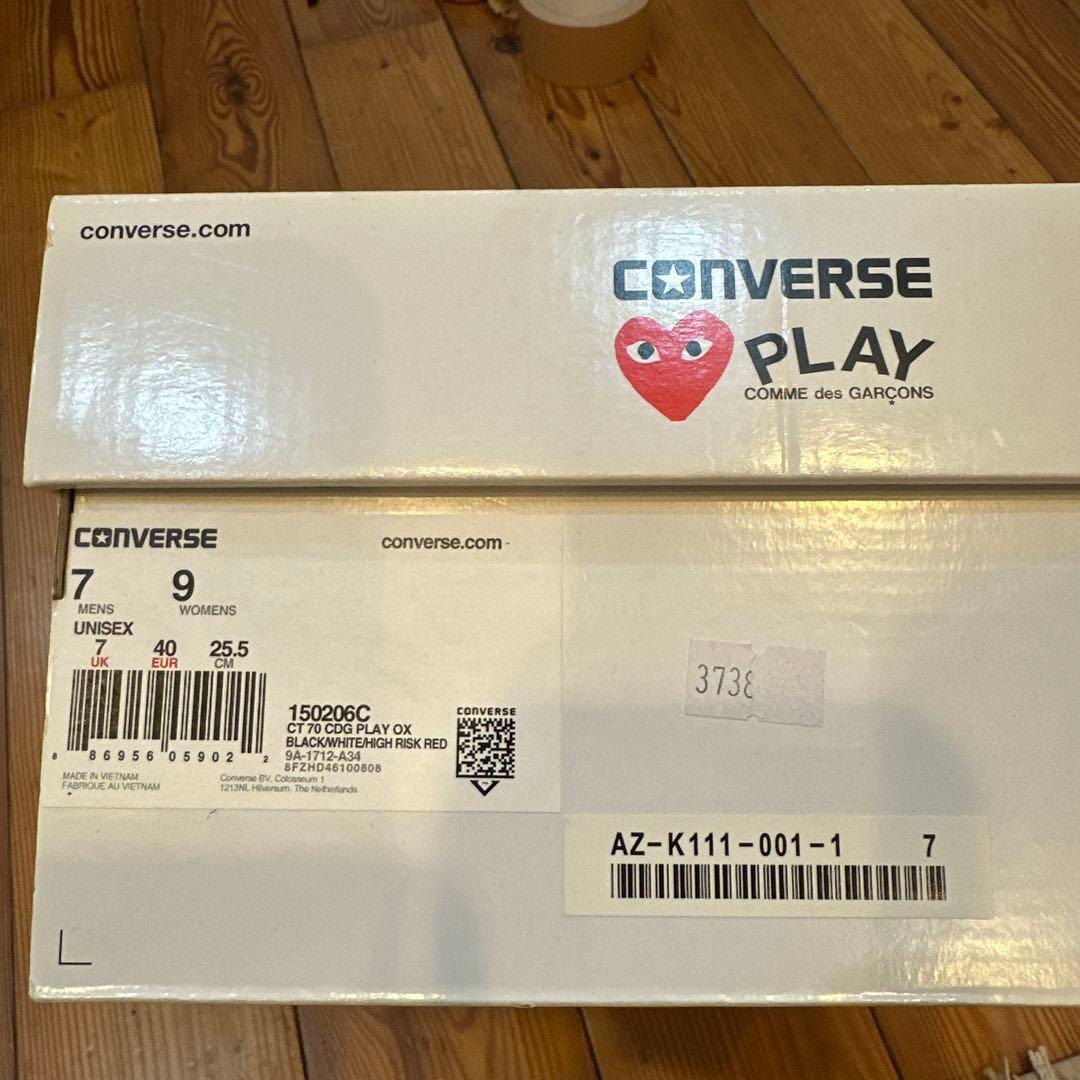 converse.com
CONVERSE
PLAY
COMME des GARÇONS
CONVERSE converse.com
7 9
MENS WOMENS
UNISEX
7 40 25.5
UK EUR CM
8 86956 05902 2
150206C
CT 70 CDG PLAY OX
BLACK/WHITE/HIGH RISK RED
9A-1712-A34
8FZHD46100808
CONVERSE
MADE IN VIETNAM
FABRIQUE AU VIETNAM
Converse BV, Colosseum 1
1213NL Hilversum, The Netherlands
3738
AZ-K111-001-1 7